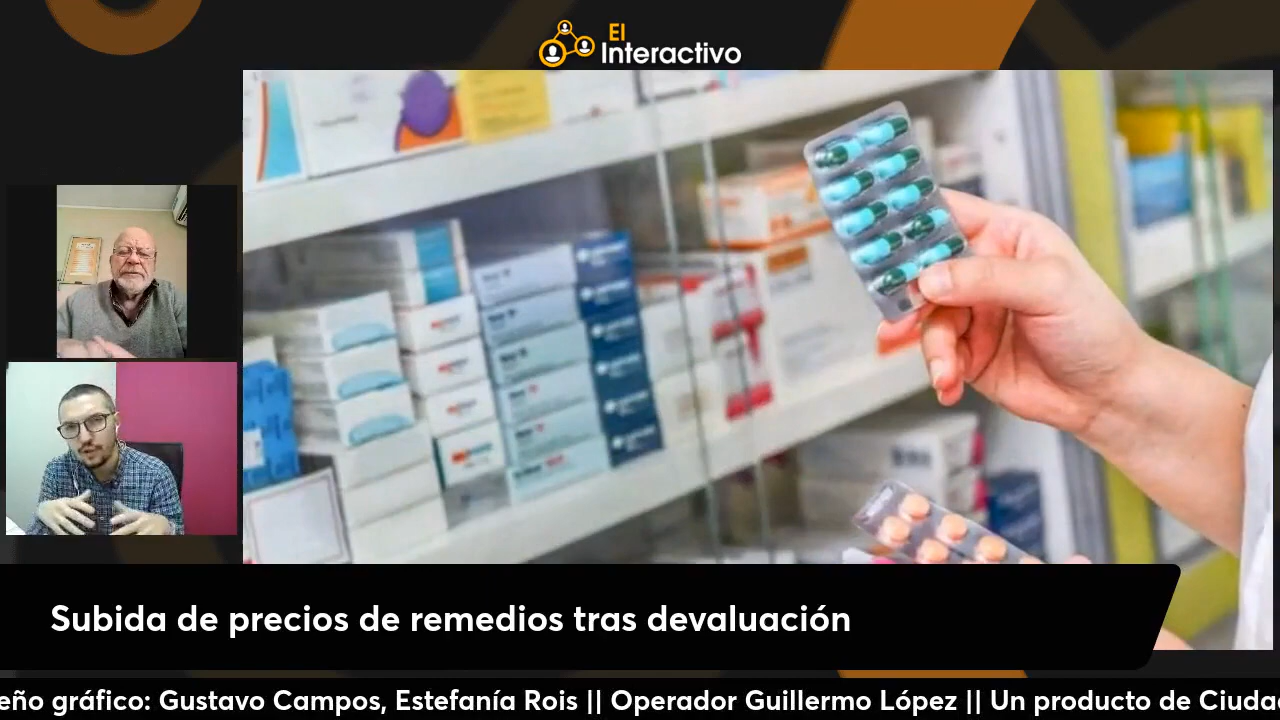 El
Interactivo
Subida de precios de remedios tras devaluación
eño gráfico: Gustavo Campos, Estefanía Rois || Operador Guillermo López || Un producto de Ciuda